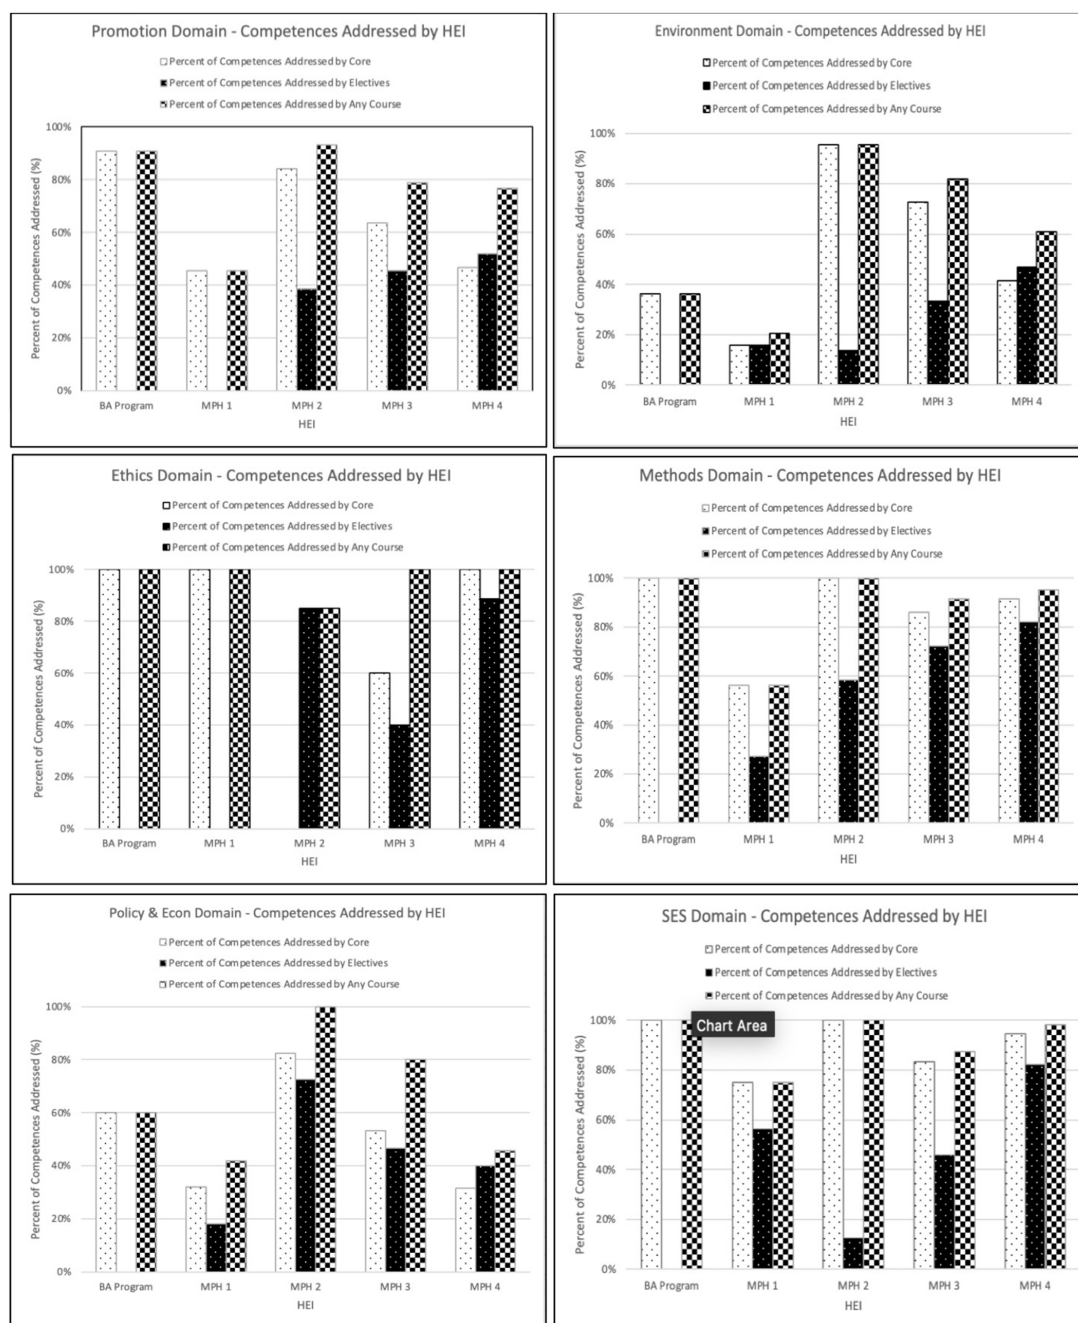 Promotion Domain - Competences Addressed by HEI
Percent of Competences Addressed by Core
Percent of Competences Addressed by Electives
Percent of Competences Addressed by Any Course
100%
80%
60%
40%
20%
0%
Percent of Competences Addressed (%)
BA Program MPH 1 MPH 2 MPH 3 MPH 4
HEI
Environment Domain - Competences Addressed by HEI
Percent of Competences Addressed by Core
Percent of Competences Addressed by Electives
Percent of Competences Addressed by Any Course
100%
80%
60%
40%
20%
0%
Percent of Competences Addressed (%)
BA Program MPH 1 MPH 2 MPH 3 MPH 4
HEI
Ethics Domain - Competences Addressed by HEI
Percent of Competences Addressed by Core
Percent of Competences Addressed by Electives
Percent of Competences Addressed by Any Course
100%
80%
60%
40%
20%
0%
Percent of Competences Addressed (%)
BA Program MPH 1 MPH 2 MPH 3 MPH 4
HEI
Methods Domain - Competences Addressed by HEI
Percent of Competences Addressed by Core
Percent of Competences Addressed by Electives
Percent of Competences Addressed by Any Course
100%
80%
60%
40%
20%
0%
Percent of Competences Addressed (%)
BA Program MPH 1 MPH 2 MPH 3 MPH 4
HEI
Policy & Econ Domain - Competences Addressed by HEI
Percent of Competences Addressed by Core
Percent of Competences Addressed by Electives
Percent of Competences Addressed by Any Course
100%
80%
60%
40%
20%
0%
Percent of Competences Addressed (%)
BA Program MPH 1 MPH 2 MPH 3 MPH 4
HEI
SES Domain - Competences Addressed by HEI
Percent of Competences Addressed by Core
Percent of Competences Addressed by Electives
Percent of Competences Addressed by Any Course
Chart Area
100%
80%
60%
40%
20%
0%
Percent of Competences Addressed (%)
BA Program MPH 1 MPH 2 MPH 3 MPH 4
HEI